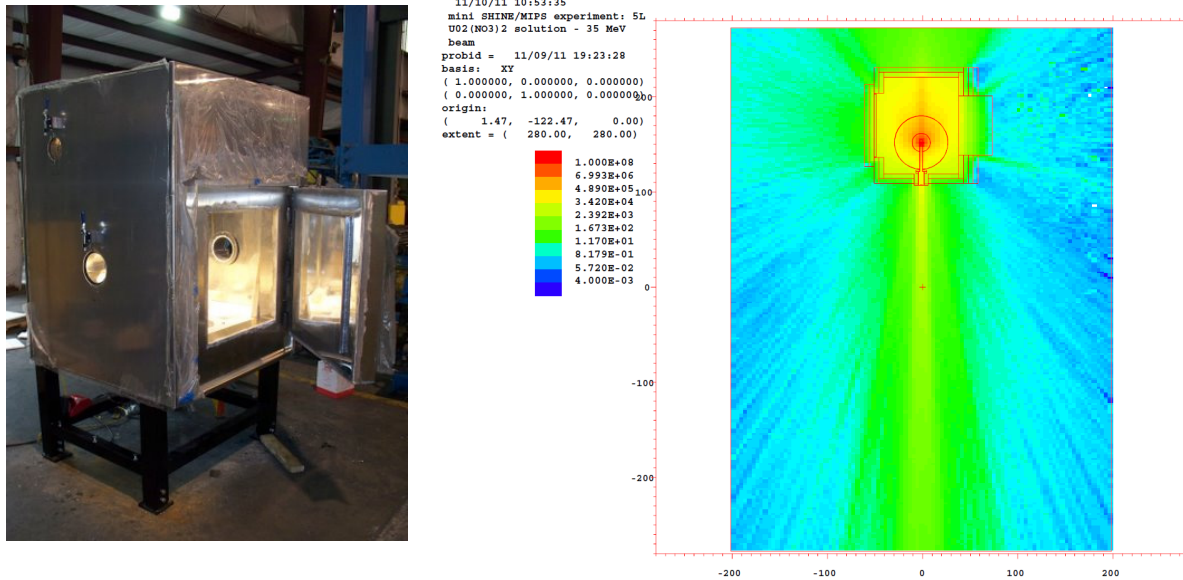 11/10/11 10:53:35
mini SHINE/MIPS experiment: 5L
UO2(NO3)2 solution - 35 MeV
beam
probid = 11/09/11 19:23:28
basis: XY
( 1.000000, 0.000000, 0.000000)
( 0.000000, 1.000000, 0.000000)
origin:
( 1.47, -122.47, 0.00)
extent = ( 280.00, 280.00)
1.000E+08
6.993E+06
4.890E+05
3.420E+04
2.392E+03
1.673E+02
1.170E+01
8.179E-01
5.720E-02
4.000E-03
200
100
0
-100
-200
-200
-100
0
100
200